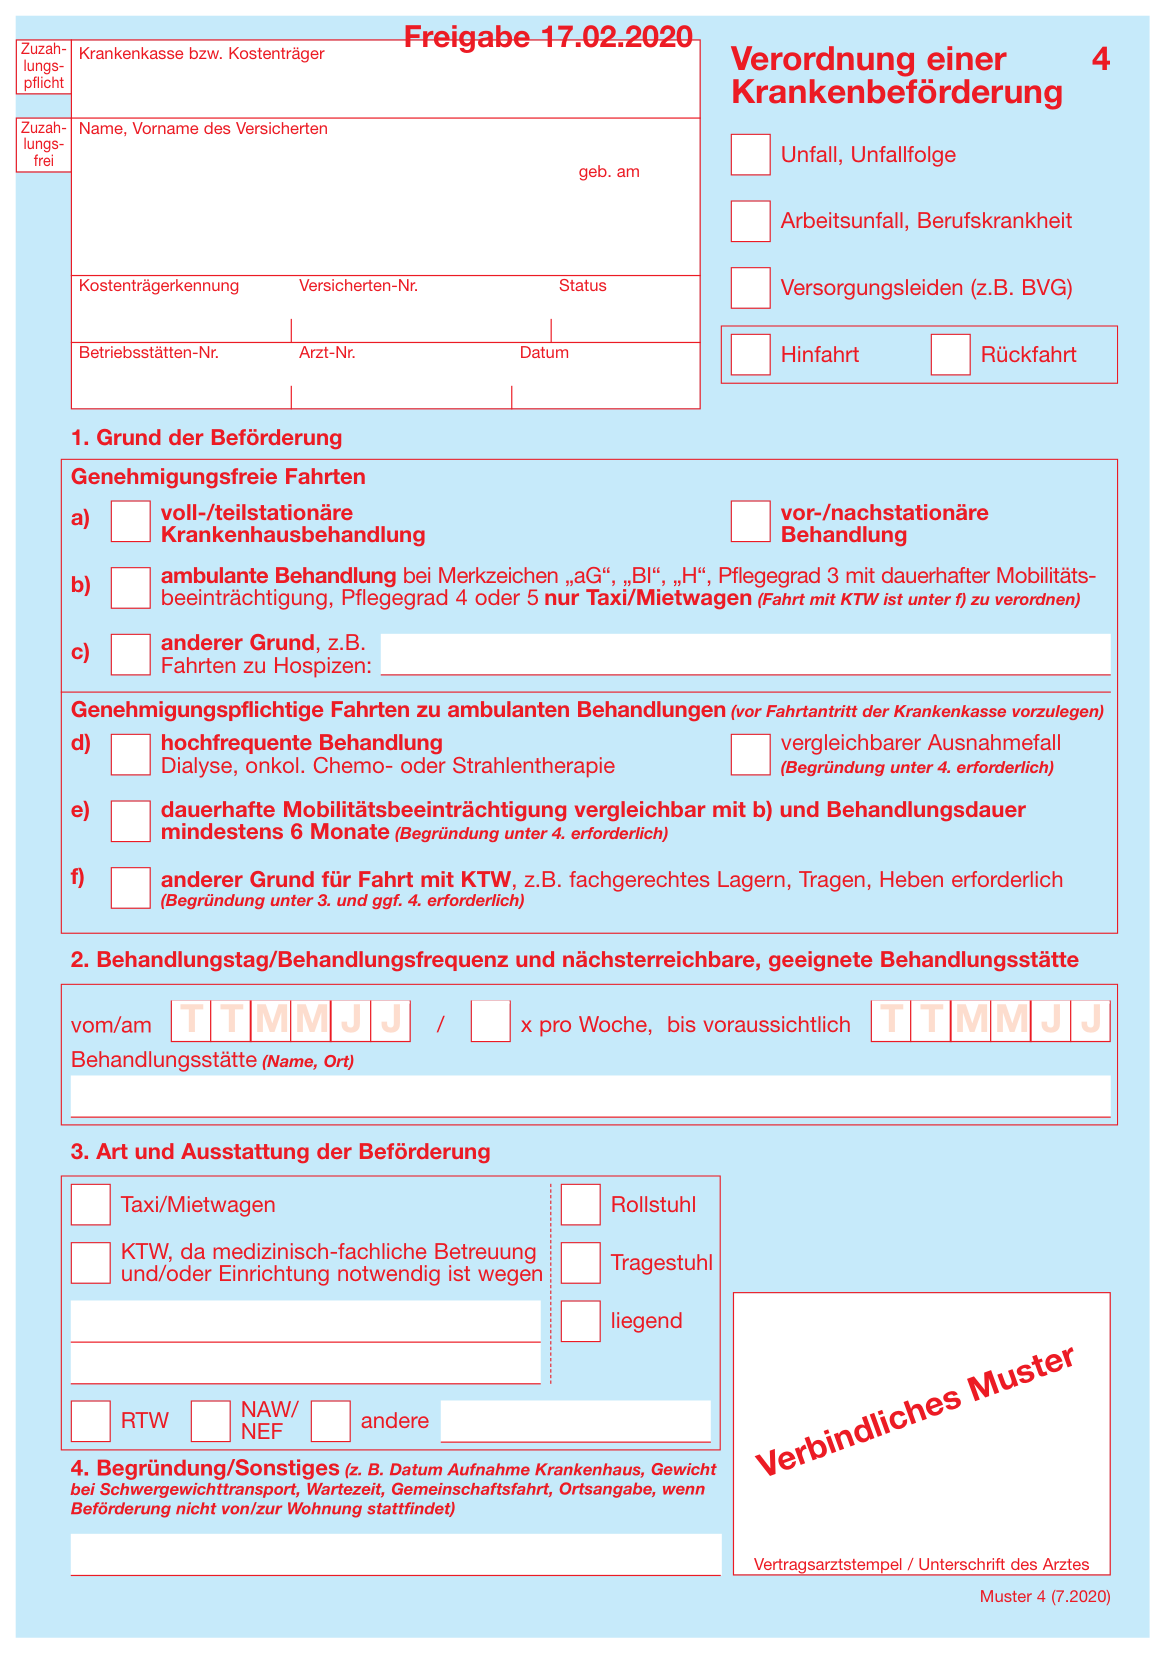 Freigabe 17.02.2020
Zuzah-
lungs-
pflicht
Krankenkasse bzw. Kostenträger
Verordnung einer 4
Krankenbeförderung
Zuzah-
lungs-
frei
Name, Vorname des Versicherten
geb. am
Unfall, Unfallfolge
Arbeitsunfall, Berufskrankheit
Versorgungsleiden (z.B. BVG)
Kostenträgerkennung Versicherten-Nr. Status
Betriebsstätten-Nr. Arzt-Nr. Datum
Hinfahrt Rückfahrt
1. Grund der Beförderung
Genehmigungsfreie Fahrten
a) voll-/teilstationäre
Krankenhausbehandlung
vor-/nachstationäre
Behandlung
b) ambulante Behandlung bei Merkzeichen „aG“, „Bl“, „H“, Pflegegrad 3 mit dauerhafter Mobilitäts-
beeinträchtigung, Pflegegrad 4 oder 5 nur Taxi/Mietwagen (Fahrt mit KTW ist unter f) zu verordnen)
c) anderer Grund, z.B.
Fahrten zu Hospizen:
Genehmigungspflichtige Fahrten zu ambulanten Behandlungen (vor Fahrtantritt der Krankenkasse vorzulegen)
d) hochfrequente Behandlung
Dialyse, onkol. Chemo- oder Strahlentherapie
vergleichbarer Ausnahmefall
(Begründung unter 4. erforderlich)
e) dauerhafte Mobilitätsbeeinträchtigung vergleichbar mit b) und Behandlungsdauer
mindestens 6 Monate (Begründung unter 4. erforderlich)
f) anderer Grund für Fahrt mit KTW, z.B. fachgerechtes Lagern, Tragen, Heben erforderlich
(Begründung unter 3. und ggf. 4. erforderlich)
2. Behandlungstag/Behandlungsfrequenz und nächsterreichbare, geeignete Behandlungsstätte
vom/am T T M M J J / x pro Woche, bis voraussichtlich T T M M J J
Behandlungsstätte (Name, Ort)
3. Art und Ausstattung der Beförderung
Taxi/Mietwagen
Rollstuhl
KTW, da medizinisch-fachliche Betreuung
und/oder Einrichtung notwendig ist wegen
Tragestuhl
liegend
RTW NAW/
NEF
andere
4. Begründung/Sonstiges (z. B. Datum Aufnahme Krankenhaus, Gewicht
bei Schwergewichttransport, Wartezeit, Gemeinschaftsfahrt, Ortsangabe, wenn
Beförderung nicht von/zur Wohnung stattfindet)
Verbindliches Muster
Vertragsarztstempel / Unterschrift des Arztes
Muster 4 (7.2020)